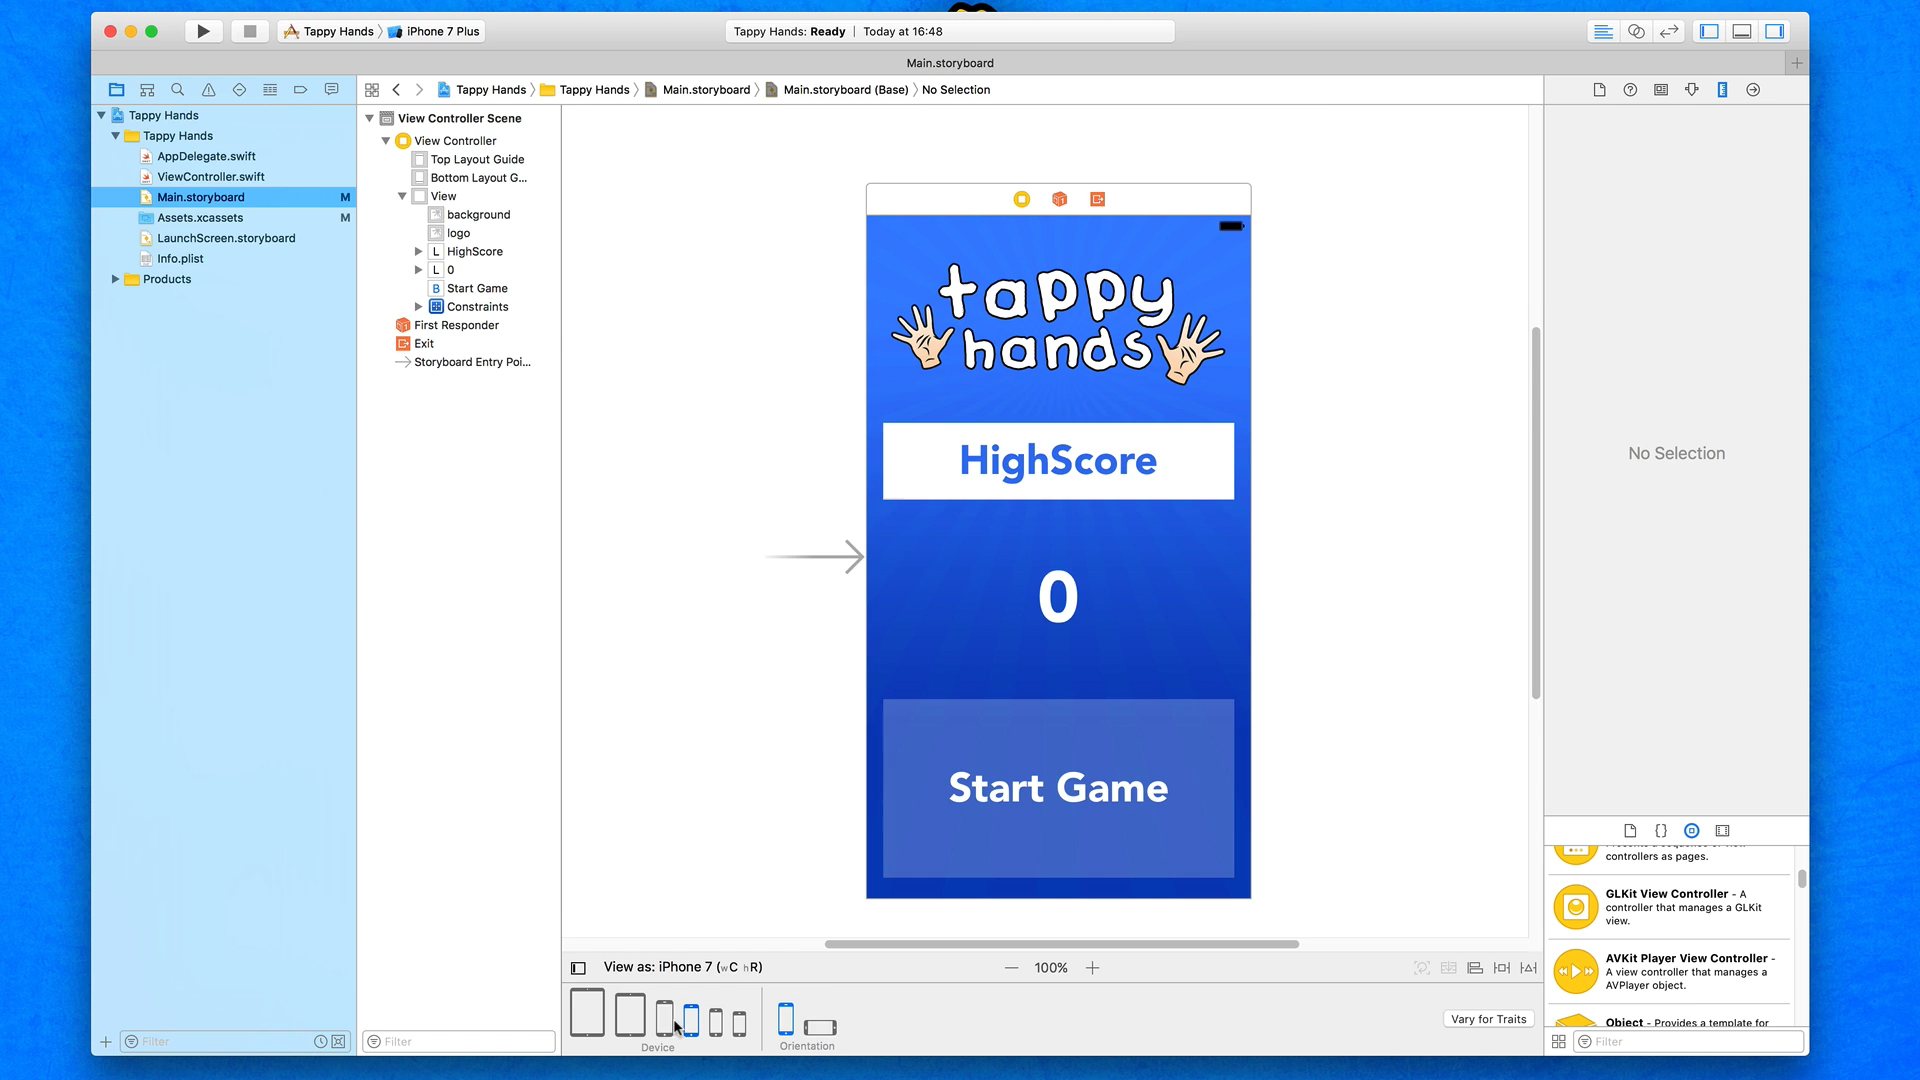 Tappy Hands
iPhone 7 Plus
Tappy Hands: Ready | Today at 16:48
Main.storyboard
Tappy Hands
Tappy Hands
Main.storyboard
Main.storyboard (Base)
No Selection
Tappy Hands
Tappy Hands
AppDelegate.swift
ViewController.swift
Main.storyboard M
Assets.xcassets M
LaunchScreen.storyboard
Info.plist
Products
Filter
View Controller Scene
View Controller
Top Layout Guide
Bottom Layout G...
View
background
logo
L HighScore
L 0
B Start Game
Constraints
First Responder
Exit
Storyboard Entry Poi...
Filter
tappy
hands
HighScore
0
Start Game
View as: iPhone 7 (wC hR)
100%
Device
Orientation
Vary for Traits
No Selection
controllers as pages.
GLKit View Controller - A
controller that manages a GLKit
view.
AVKit Player View Controller -
A view controller that manages a
AVPlayer object.
Object - Provides a template for
Filter